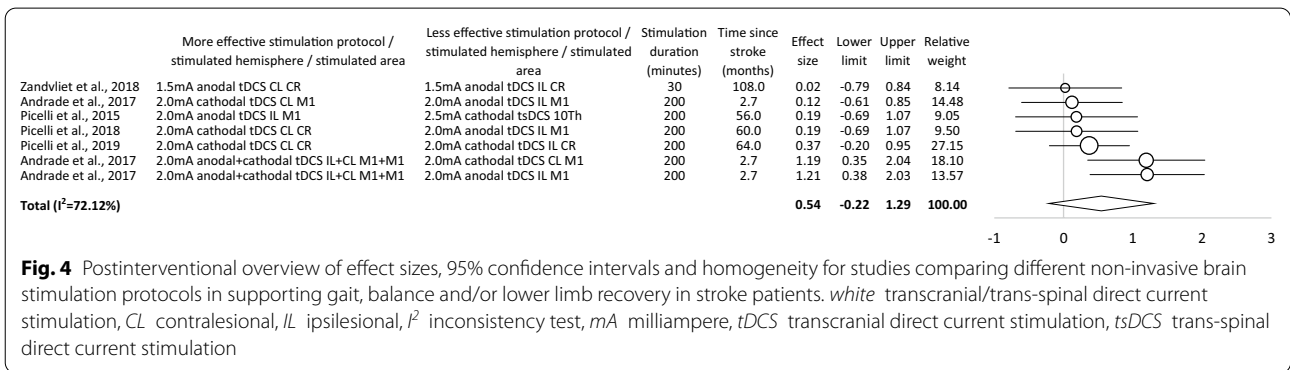 More effective stimulation protocol / stimulated hemisphere / stimulated area Less effective stimulation protocol / stimulated hemisphere / stimulated area Stimulation duration (minutes) Time since stroke (months) Effect size Lower limit Upper limit Relative weight
Zandvliet et al., 2018 1.5mA anodal tDCS CL CR 1.5mA anodal tDCS IL CR 30 108.0 0.02 -0.79 0.84 8.14
Andrade et al., 2017 2.0mA cathodal tDCS CL M1 2.0mA anodal tDCS IL M1 200 2.7 0.12 -0.61 0.85 14.48
Picelli et al., 2015 2.0mA anodal tDCS IL M1 2.5mA cathodal tsDCS 10Th 200 56.0 0.19 -0.69 1.07 9.05
Picelli et al., 2018 2.0mA cathodal tDCS CL CR 2.0mA anodal tDCS IL M1 200 60.0 0.19 -0.69 1.07 9.50
Picelli et al., 2019 2.0mA cathodal tDCS CL CR 2.0mA cathodal tDCS IL CR 200 64.0 0.37 -0.20 0.95 27.15
Andrade et al., 2017 2.0mA anodal+cathodal tDCS IL+CL M1+M1 2.0mA cathodal tDCS CL M1 200 2.7 1.19 0.35 2.04 18.10
Andrade et al., 2017 2.0mA anodal+cathodal tDCS IL+CL M1+M1 2.0mA anodal tDCS IL M1 200 2.7 1.21 0.38 2.03 13.57
Total (I²=72.12%) 0.54 -0.22 1.29 100.00
-1 0 1 2 3
Fig. 4 Postinterventional overview of effect sizes, 95% confidence intervals and homogeneity for studies comparing different non-invasive brain
stimulation protocols in supporting gait, balance and/or lower limb recovery in stroke patients. white transcranial/trans-spinal direct current
stimulation, CL contralesional, IL ipsilesional, I² inconsistency test, mA milliampere, tDCS transcranial direct current stimulation, tsDCS trans-spinal
direct current stimulation